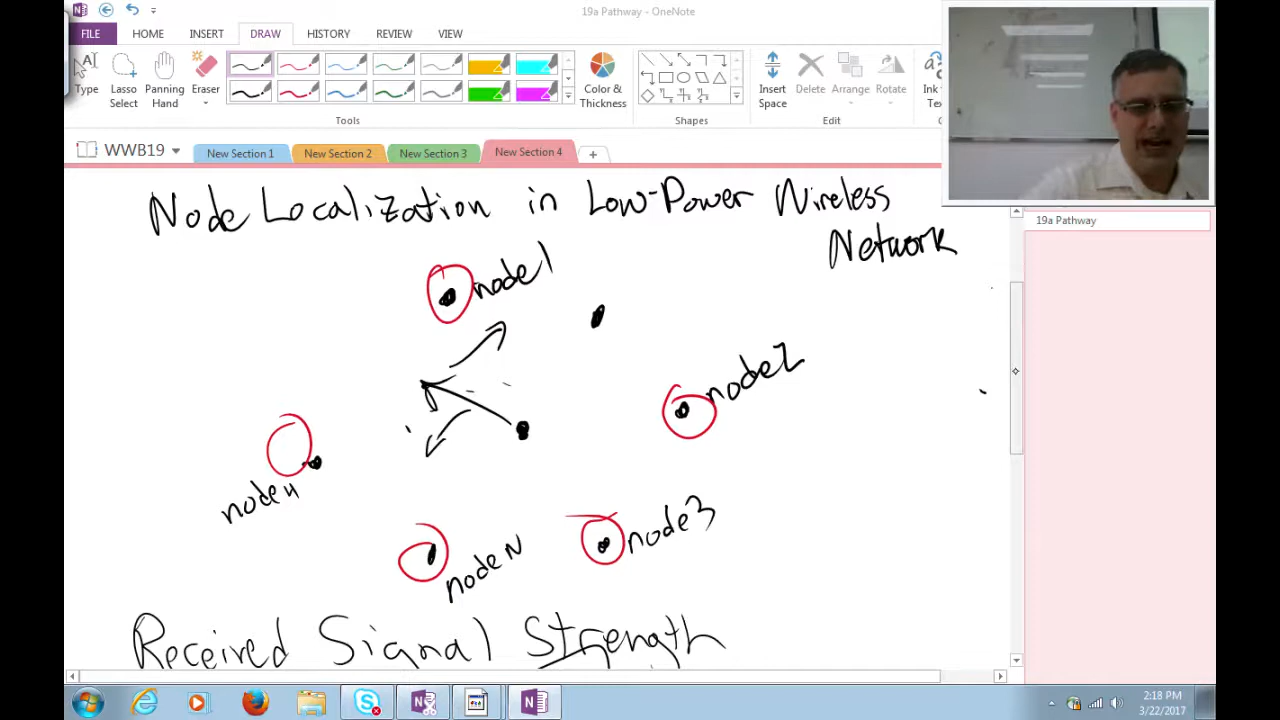 19a Pathway - OneNote
FILE HOME INSERT DRAW HISTORY REVIEW VIEW
Type
Lasso Select
Panning Hand
Eraser
Color & Thickness
Insert Space
Delete
Arrange
Rotate
Ink to Tex
Tools
Shapes
Edit
WWB19
New Section 1
New Section 2
New Section 3
New Section 4
19a Pathway
Node Localization in Low-Power Wireless
Network
node1
node2
node4
node3
nodeN
Received Signal Strength
2:18 PM
3/22/2017